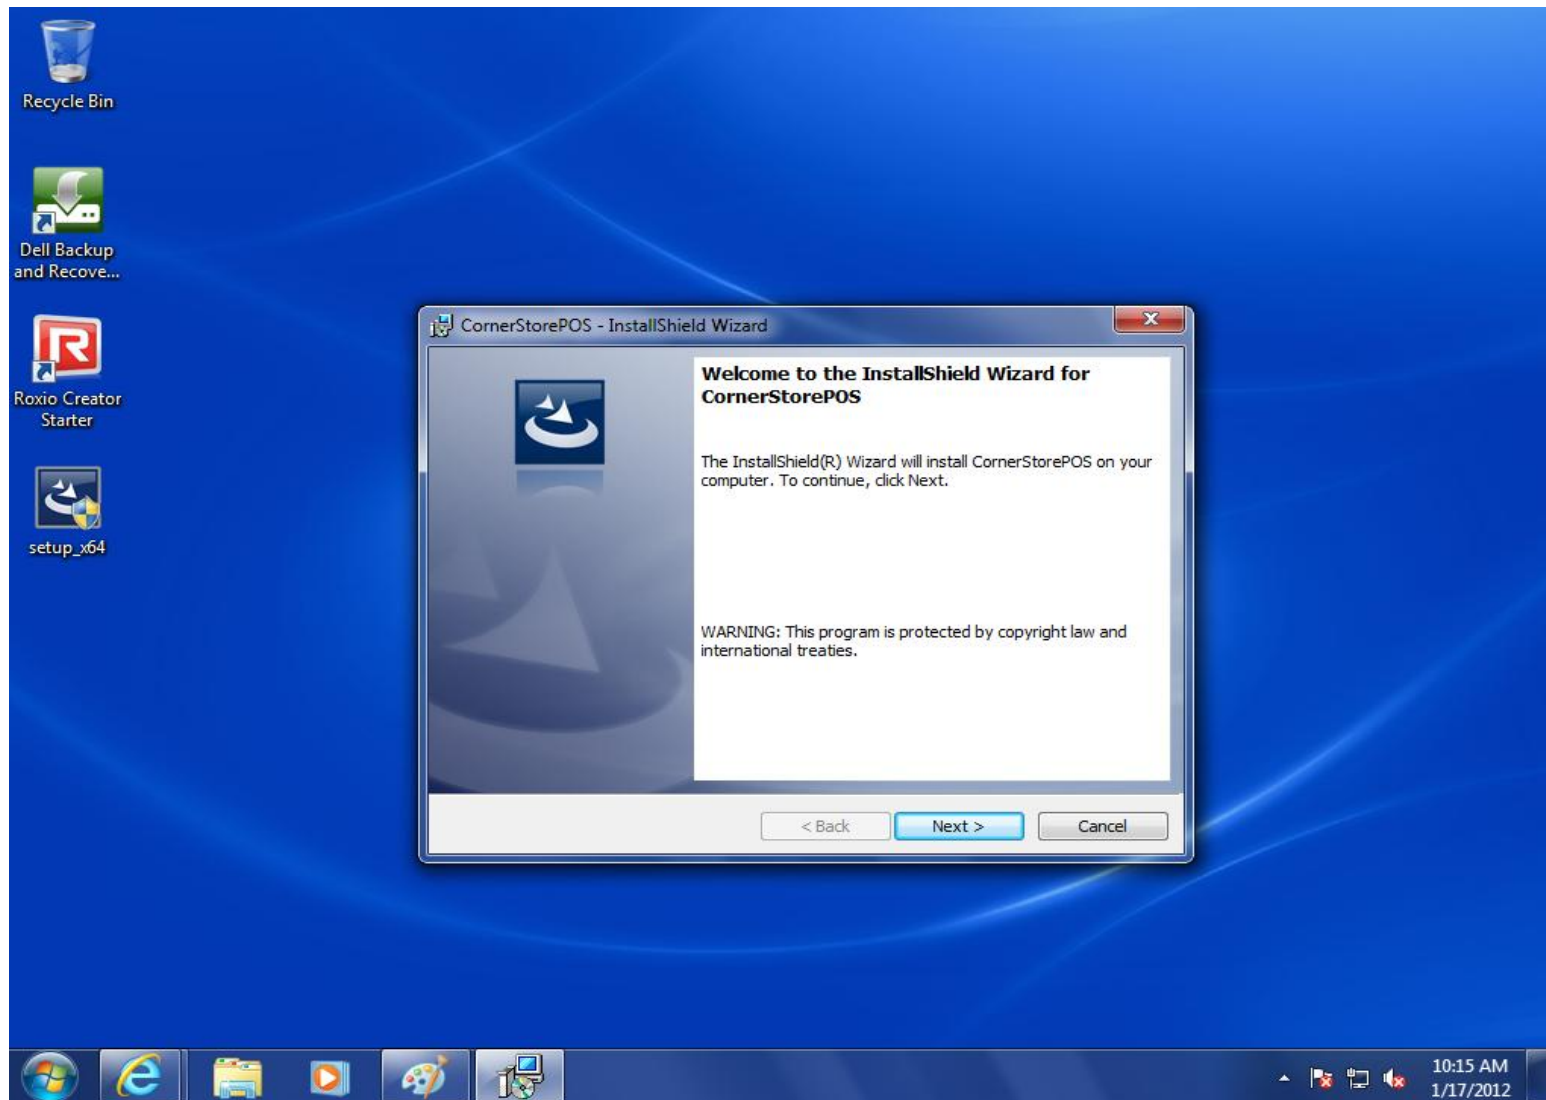 Recycle Bin
Dell Backup
and Recove...
Roxio Creator
Starter
setup_x64
CornerStorePOS - InstallShield Wizard
Welcome to the InstallShield Wizard for
CornerStorePOS
The InstallShield(R) Wizard will install CornerStorePOS on your
computer. To continue, click Next.
WARNING: This program is protected by copyright law and
international treaties.
< Back
Next >
Cancel
10:15 AM
1/17/2012